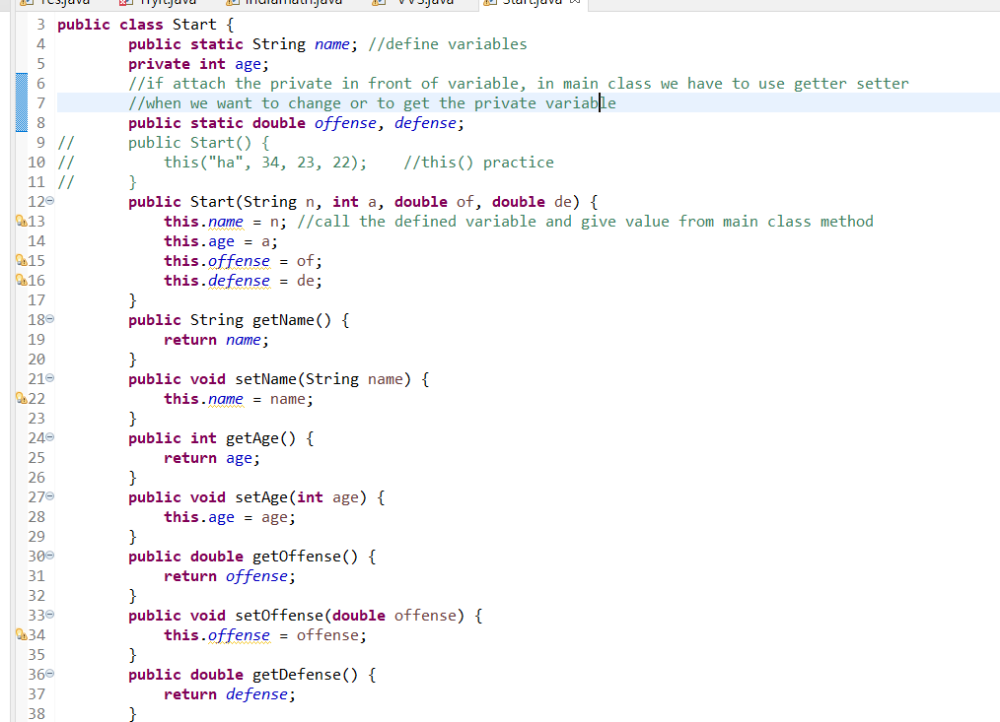 3 public class Start {
4 public static String name; //define variables
5 private int age;
6 //if attach the private in front of variable, in main class we have to use getter setter
7 //when we want to change or to get the private variable
8 public static double offense, defense;
9 // public Start() {
10 // this("ha", 34, 23, 22); //this() practice
11 // }
12 public Start(String n, int a, double of, double de) {
13 this.name = n; //call the defined variable and give value from main class method
14 this.age = a;
15 this.offense = of;
16 this.defense = de;
17 }
18 public String getName() {
19 return name;
20 }
21 public void setName(String name) {
22 this.name = name;
23 }
24 public int getAge() {
25 return age;
26 }
27 public void setAge(int age) {
28 this.age = age;
29 }
30 public double getOffense() {
31 return offense;
32 }
33 public void setOffense(double offense) {
34 this.offense = offense;
35 }
36 public double getDefense() {
37 return defense;
38 }